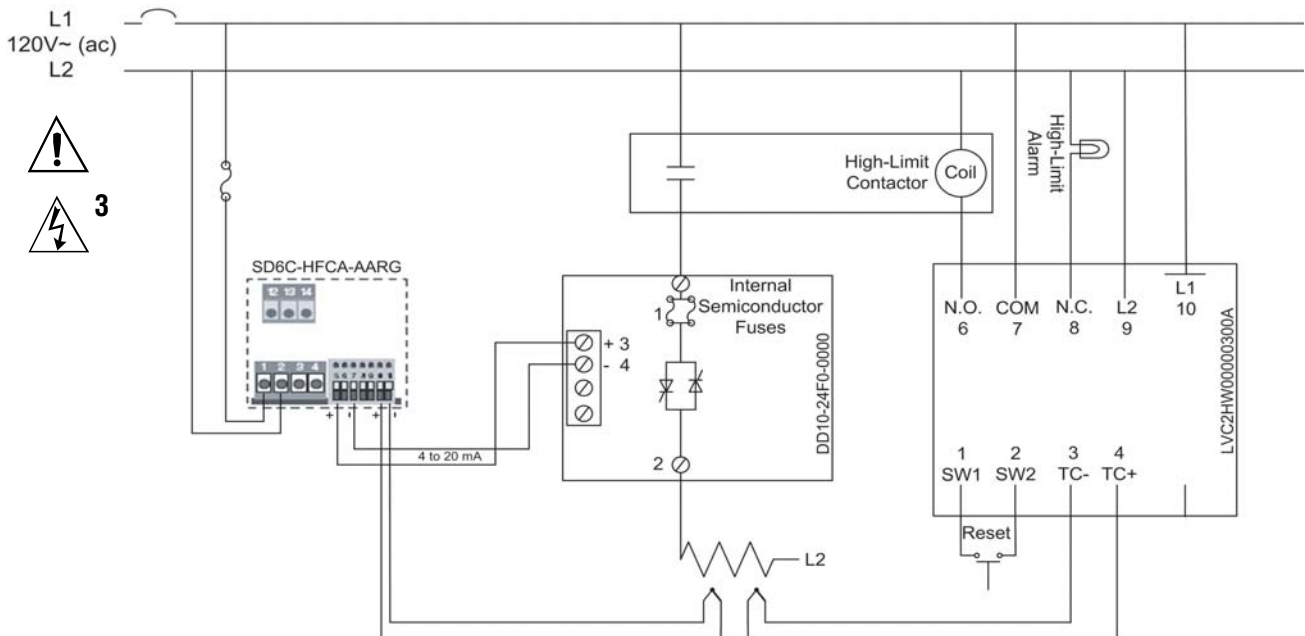 L1
120V~ (ac)
L2
3
SD6C-HFCA-AARG
12 13 14
1 2 3 4
5 6 7
+ - + -
4 to 20 mA
High-Limit
Contactor
Coil
High-Limit
Alarm
Internal
Semiconductor
Fuses
1
+ 3
- 4
2
DD10-24F0-0000
L2
N.O.
6
COM
7
N.C.
8
L2
9
L1
10
LVC2HW00000300A
1
SW1
2
SW2
3
TC-
4
TC+
Reset